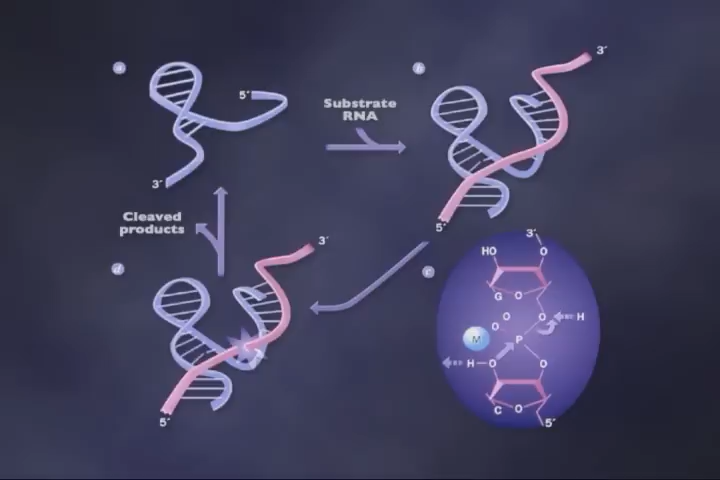 a
5´
3´
Substrate
RNA
b
3´
5´
Cleaved
products
d
3´
5´
c
3´
HO
O
G
O
O
O
H
O
M
P
H
O
O
C
O
5´